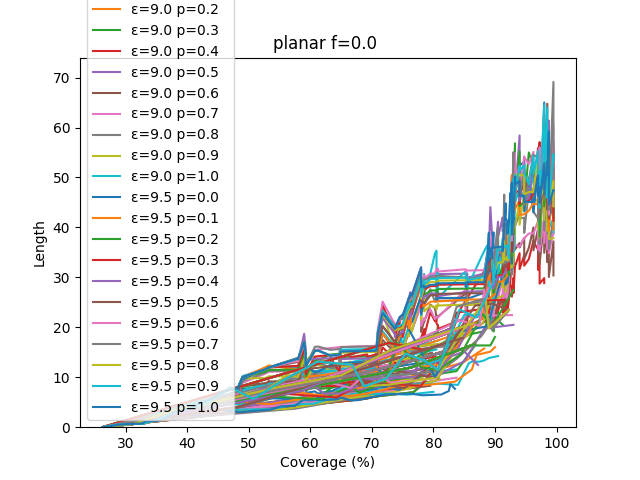 ε=9.0 p=0.2
ε=9.0 p=0.3
ε=9.0 p=0.4
ε=9.0 p=0.5
ε=9.0 p=0.6
ε=9.0 p=0.7
ε=9.0 p=0.8
ε=9.0 p=0.9
ε=9.0 p=1.0
ε=9.5 p=0.0
ε=9.5 p=0.1
ε=9.5 p=0.2
ε=9.5 p=0.3
ε=9.5 p=0.4
ε=9.5 p=0.5
ε=9.5 p=0.6
ε=9.5 p=0.7
ε=9.5 p=0.8
ε=9.5 p=0.9
ε=9.5 p=1.0
planar f=0.0
Length
70
60
50
40
30
20
10
0
30
40
50
60
70
80
90
100
Coverage (%)